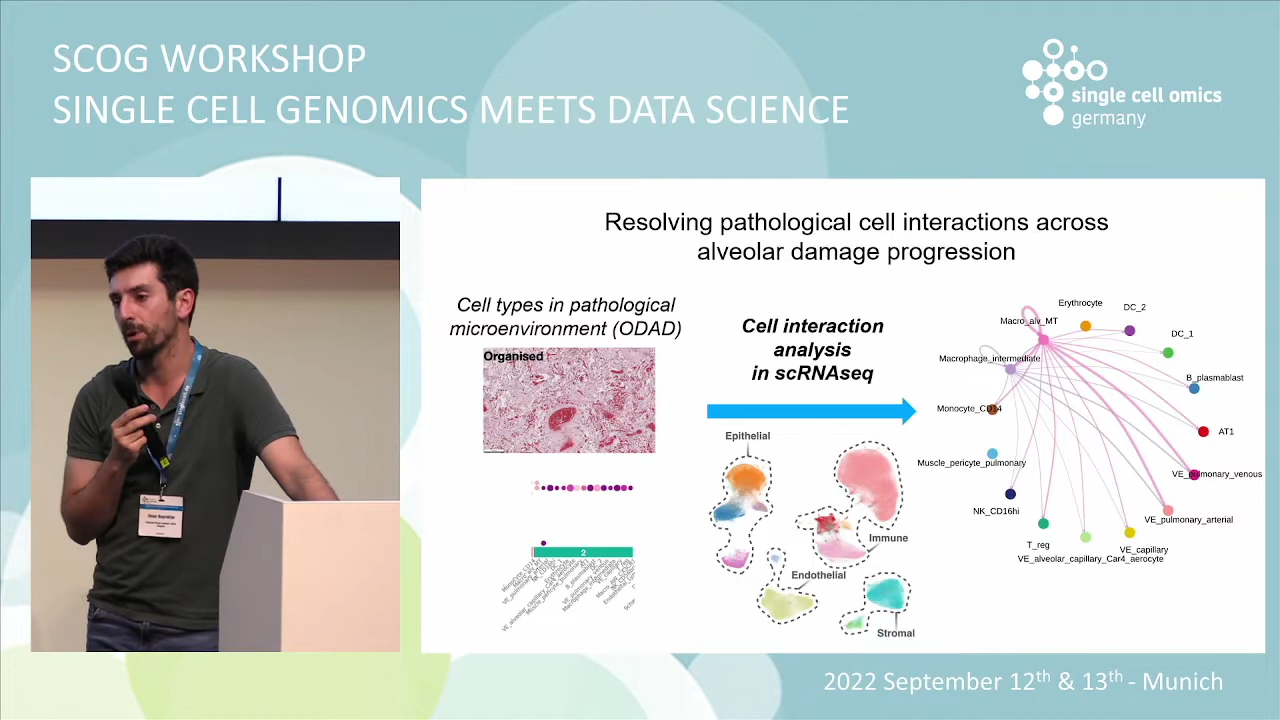 SCOG WORKSHOP
SINGLE CELL GENOMICS MEETS DATA SCIENCE
single cell omics
germany
Resolving pathological cell interactions across
alveolar damage progression
Cell types in pathological
microenvironment (ODAD)
Organised
2
Cell interaction
analysis
in scRNAseq
Epithelial
Immune
Endothelial
Stromal
Erythrocyte
DC_2
Macro_alv_MT
DC_1
Macrophage_intermediate
B_plasmablast
Monocyte_CD14
AT1
Muscle_pericyte_pulmonary
VE_pulmonary_venous
NK_CD16hi
VE_pulmonary_arterial
T_reg
VE_capillary
VE_alveolar_capillary_Car4_aerocyte
2022 September 12th & 13th - Munich